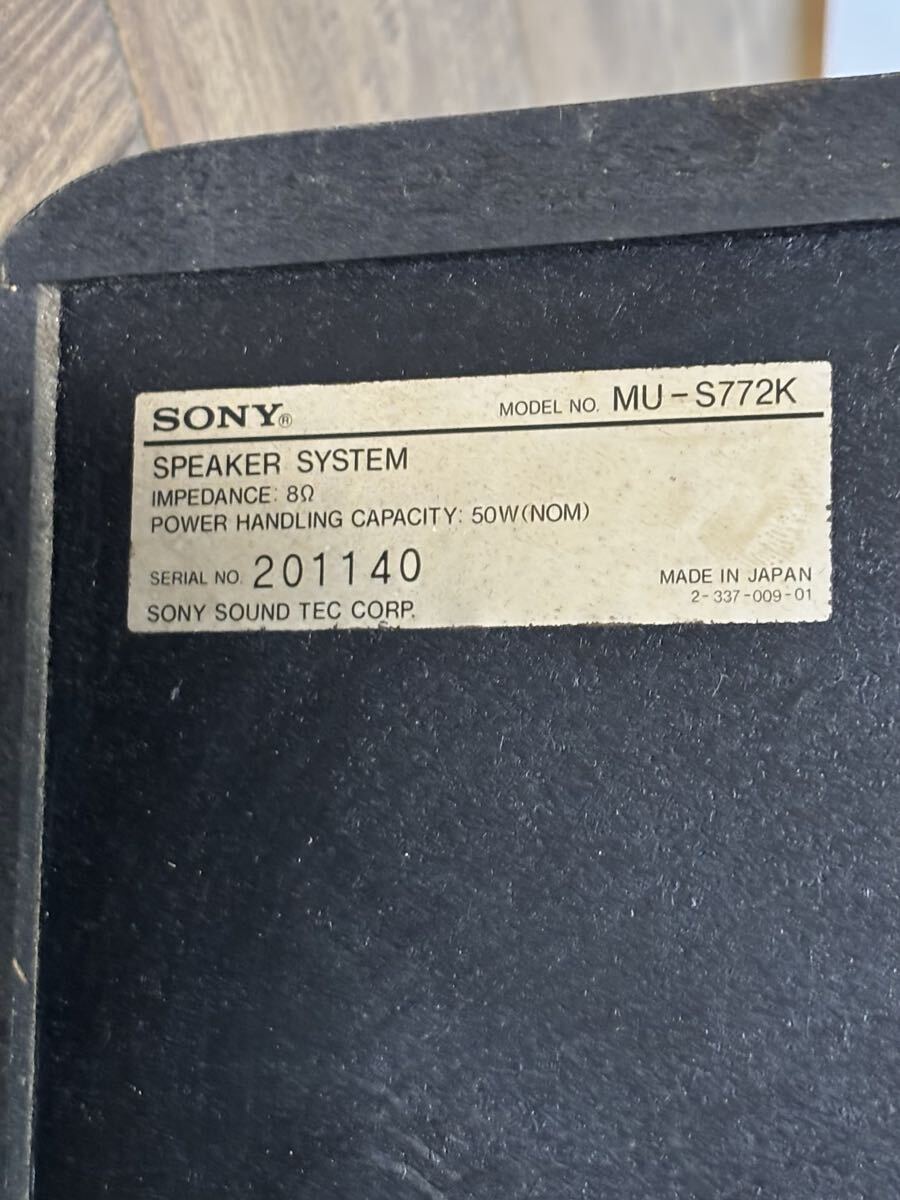 SONY® MODEL NO. MU-S772K
SPEAKER SYSTEM
IMPEDANCE: 8Ω
POWER HANDLING CAPACITY: 50W(NOM)
SERIAL NO. 201140 MADE IN JAPAN
SONY SOUND TEC CORP. 2-337-009-01